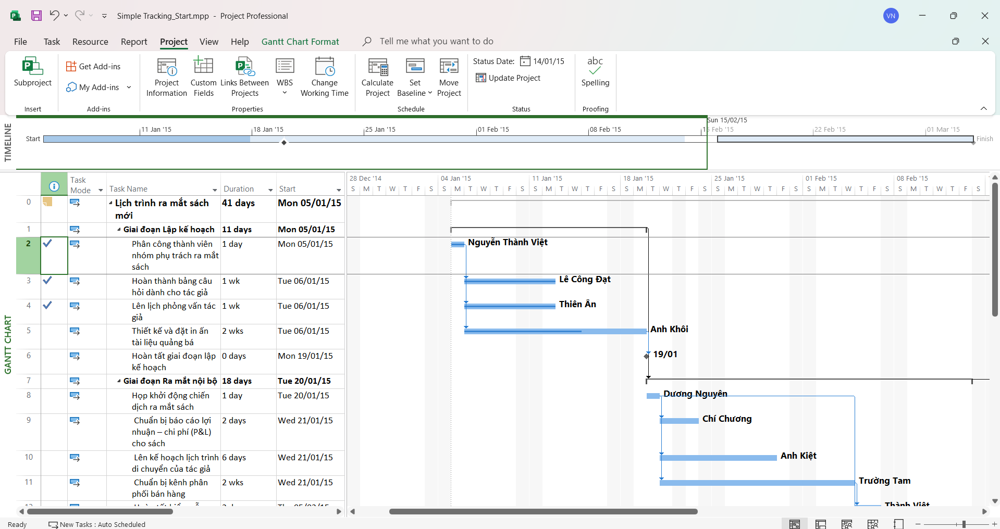 Simple Tracking_Start.mpp - Project Professional
VN
File Task Resource Report Project View Help Gantt Chart Format Tell me what you want to do
Subproject
Insert
Get Add-ins
My Add-ins
Add-ins
Project Information
Custom Fields
Links Between Projects
WBS
Change Working Time
Properties
Calculate Project
Set Baseline
Move Project
Schedule
Status Date: 14/01/15
Update Project
Status
abc
Spelling
Proofing
TIMELINE
Sun 15/02/15
11 Jan '15 18 Jan '15 25 Jan '15 01 Feb '15 08 Feb '15 15 Feb '15 22 Feb '15 01 Mar '15
Start
Finish
GANTT CHART
Task Mode Task Name Duration Start
28 Dec '14 04 Jan '15 11 Jan '15 18 Jan '15 25 Jan '15 01 Feb '15 08 Feb '15
S M T W T F S S M T W T F S S M T W T F S S M T W T F S S M T W T F S S M T W T F S S M T W T F S
0 Lịch trình ra mắt sách mới 41 days Mon 05/01/15
1 Giai đoạn Lập kế hoạch 11 days Mon 05/01/15
2 Phân công thành viên nhóm phụ trách ra mắt sách 1 day Mon 05/01/15 Nguyễn Thành Việt
3 Hoàn thành bảng câu hỏi dành cho tác giả 1 wk Tue 06/01/15 Lê Công Đạt
4 Lên lịch phỏng vấn tác giả 1 wk Tue 06/01/15 Thiên Ân
5 Thiết kế và đặt in ấn tài liệu quảng bá 2 wks Tue 06/01/15 Anh Khôi
6 Hoàn tất giai đoạn lập kế hoạch 0 days Mon 19/01/15 19/01
7 Giai đoạn Ra mắt nội bộ 18 days Tue 20/01/15
8 Họp khởi động chiến dịch ra mắt sách 1 day Tue 20/01/15 Dương Nguyên
9 Chuẩn bị báo cáo lợi nhuận – chi phí (P&L) cho sách 2 days Wed 21/01/15 Chí Chương
10 Lên kế hoạch lịch trình di chuyển của tác giả 6 days Wed 21/01/15 Anh Kiệt
11 Chuẩn bị kênh phân phối bán hàng 2 wks Wed 21/01/15 Trường Tam
Thành Việt
Ready New Tasks : Auto Scheduled